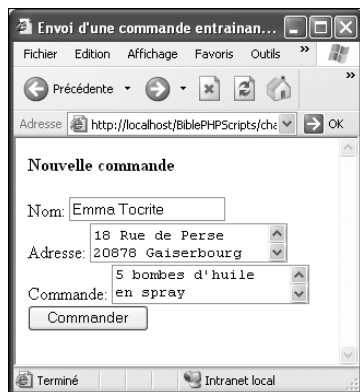 Envoi d'une commande entrainan...
Fichier Edition Affichage Favoris Outils »
Précédente »
Adresse http://localhost/BiblePHPScripts/cha OK
Nouvelle commande
Nom: Emma Tocrite
18 Rue de Perse
Adresse: 20878 Gaiserbourg
5 bombes d'huile
Commande: en spray
Commander
Terminé Intranet local